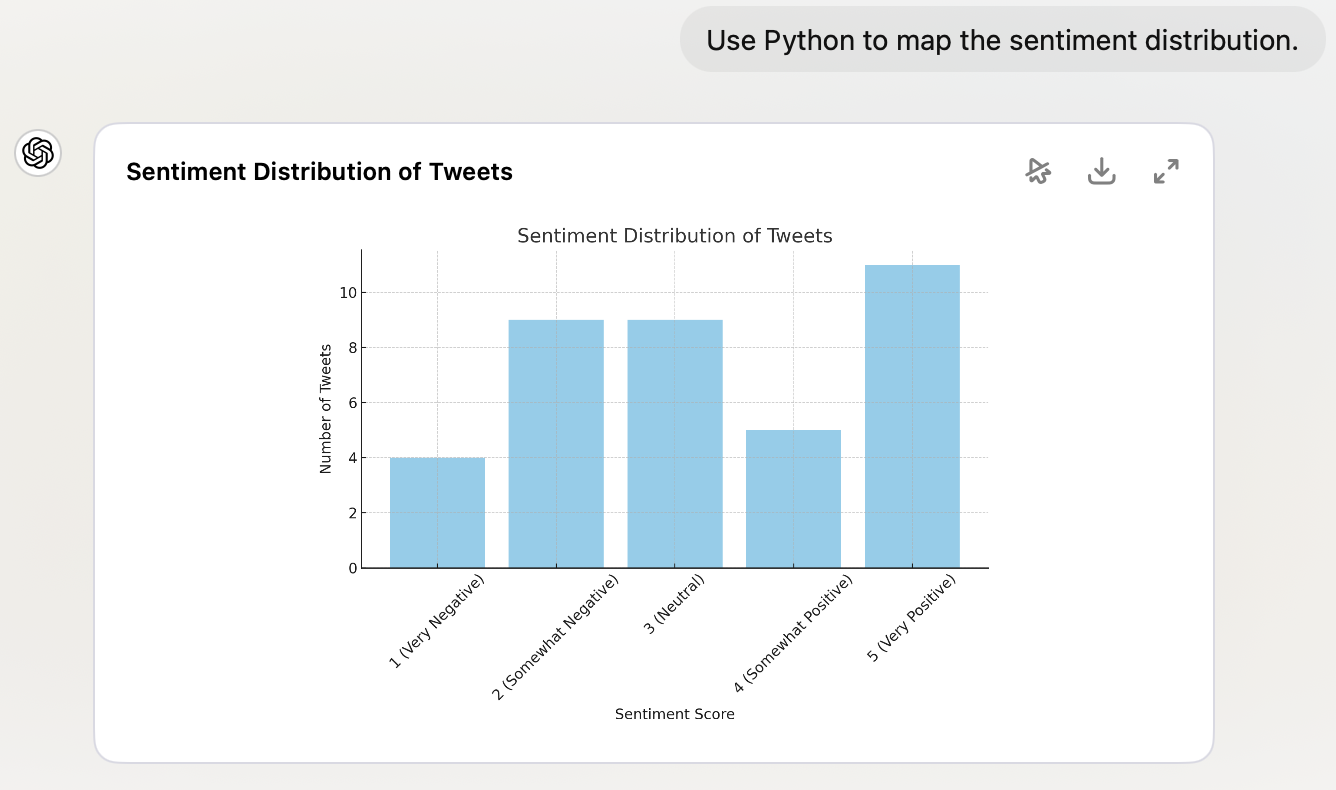 Use Python to map the sentiment distribution.
Sentiment Distribution of Tweets
Sentiment Distribution of Tweets
Number of Tweets
10
8
6
4
2
0
1 (Very Negative)
2 (Somewhat Negative)
3 (Neutral)
4 (Somewhat Positive)
5 (Very Positive)
Sentiment Score